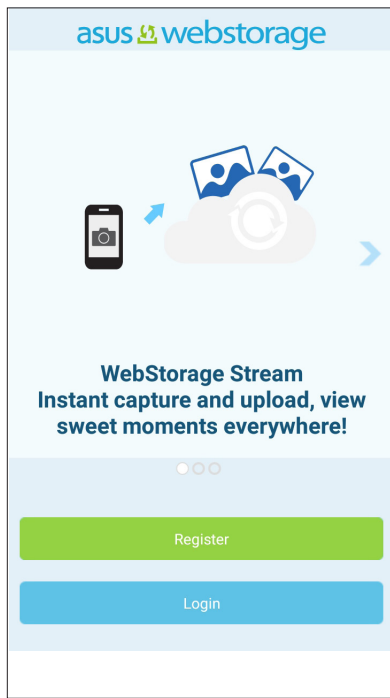 asus webstorage
WebStorage Stream
Instant capture and upload, view
sweet moments everywhere!
Register
Login